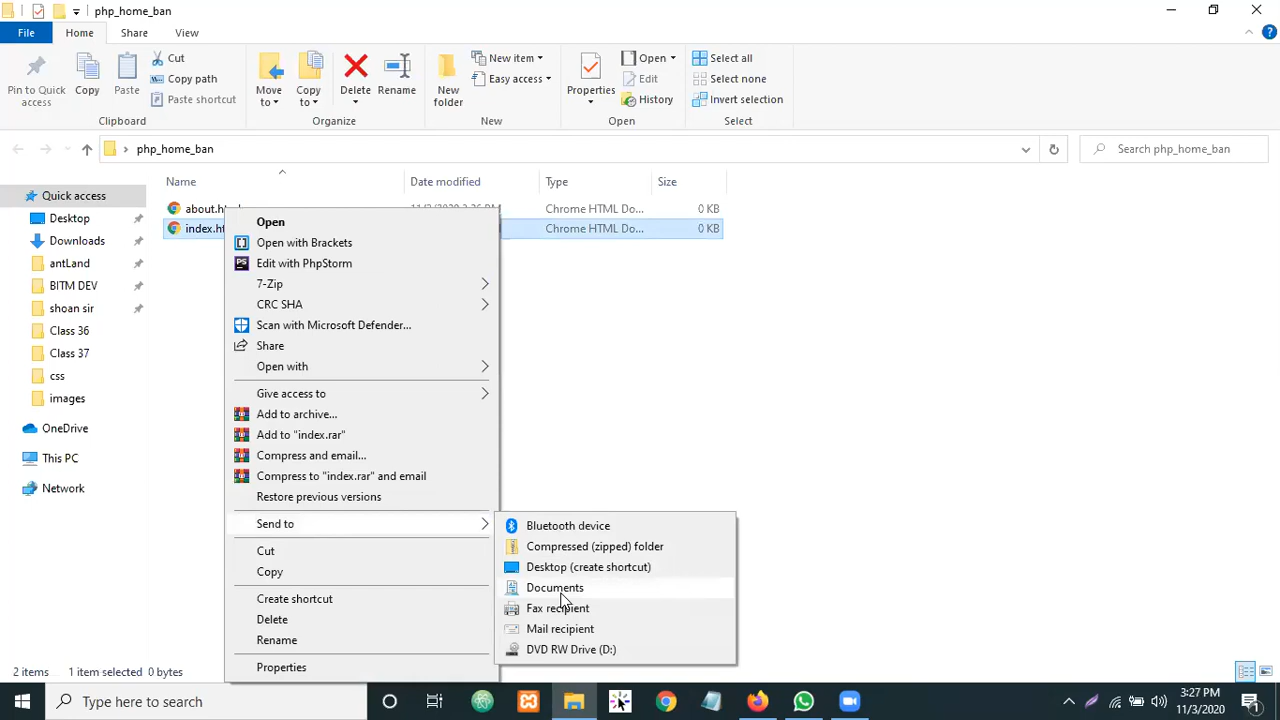 php_home_ban
File Home Share View
Pin to Quick access
Copy
Paste
Cut
Copy path
Paste shortcut
Clipboard
Move to
Copy to
Delete
Rename
Organize
New folder
New item
Easy access
New
Properties
Open
Edit
History
Open
Select all
Select none
Invert selection
Select
php_home_ban
Search php_home_ban
Name Date modified Type Size
about.html Chrome HTML Do... 0 KB
index.ht Chrome HTML Do... 0 KB
Quick access
Desktop
Downloads
antLand
BITM DEV
shoan sir
Class 36
Class 37
css
images
OneDrive
This PC
Network
Open
Open with Brackets
Edit with PhpStorm
7-Zip
CRC SHA
Scan with Microsoft Defender...
Share
Open with
Give access to
Add to archive...
Add to "index.rar"
Compress and email...
Compress to "index.rar" and email
Restore previous versions
Send to
Cut
Copy
Create shortcut
Delete
Rename
Properties
Bluetooth device
Compressed (zipped) folder
Desktop (create shortcut)
Documents
Fax recipient
Mail recipient
DVD RW Drive (D:)
2 items 1 item selected 0 bytes
Type here to search
3:27 PM
11/3/2020